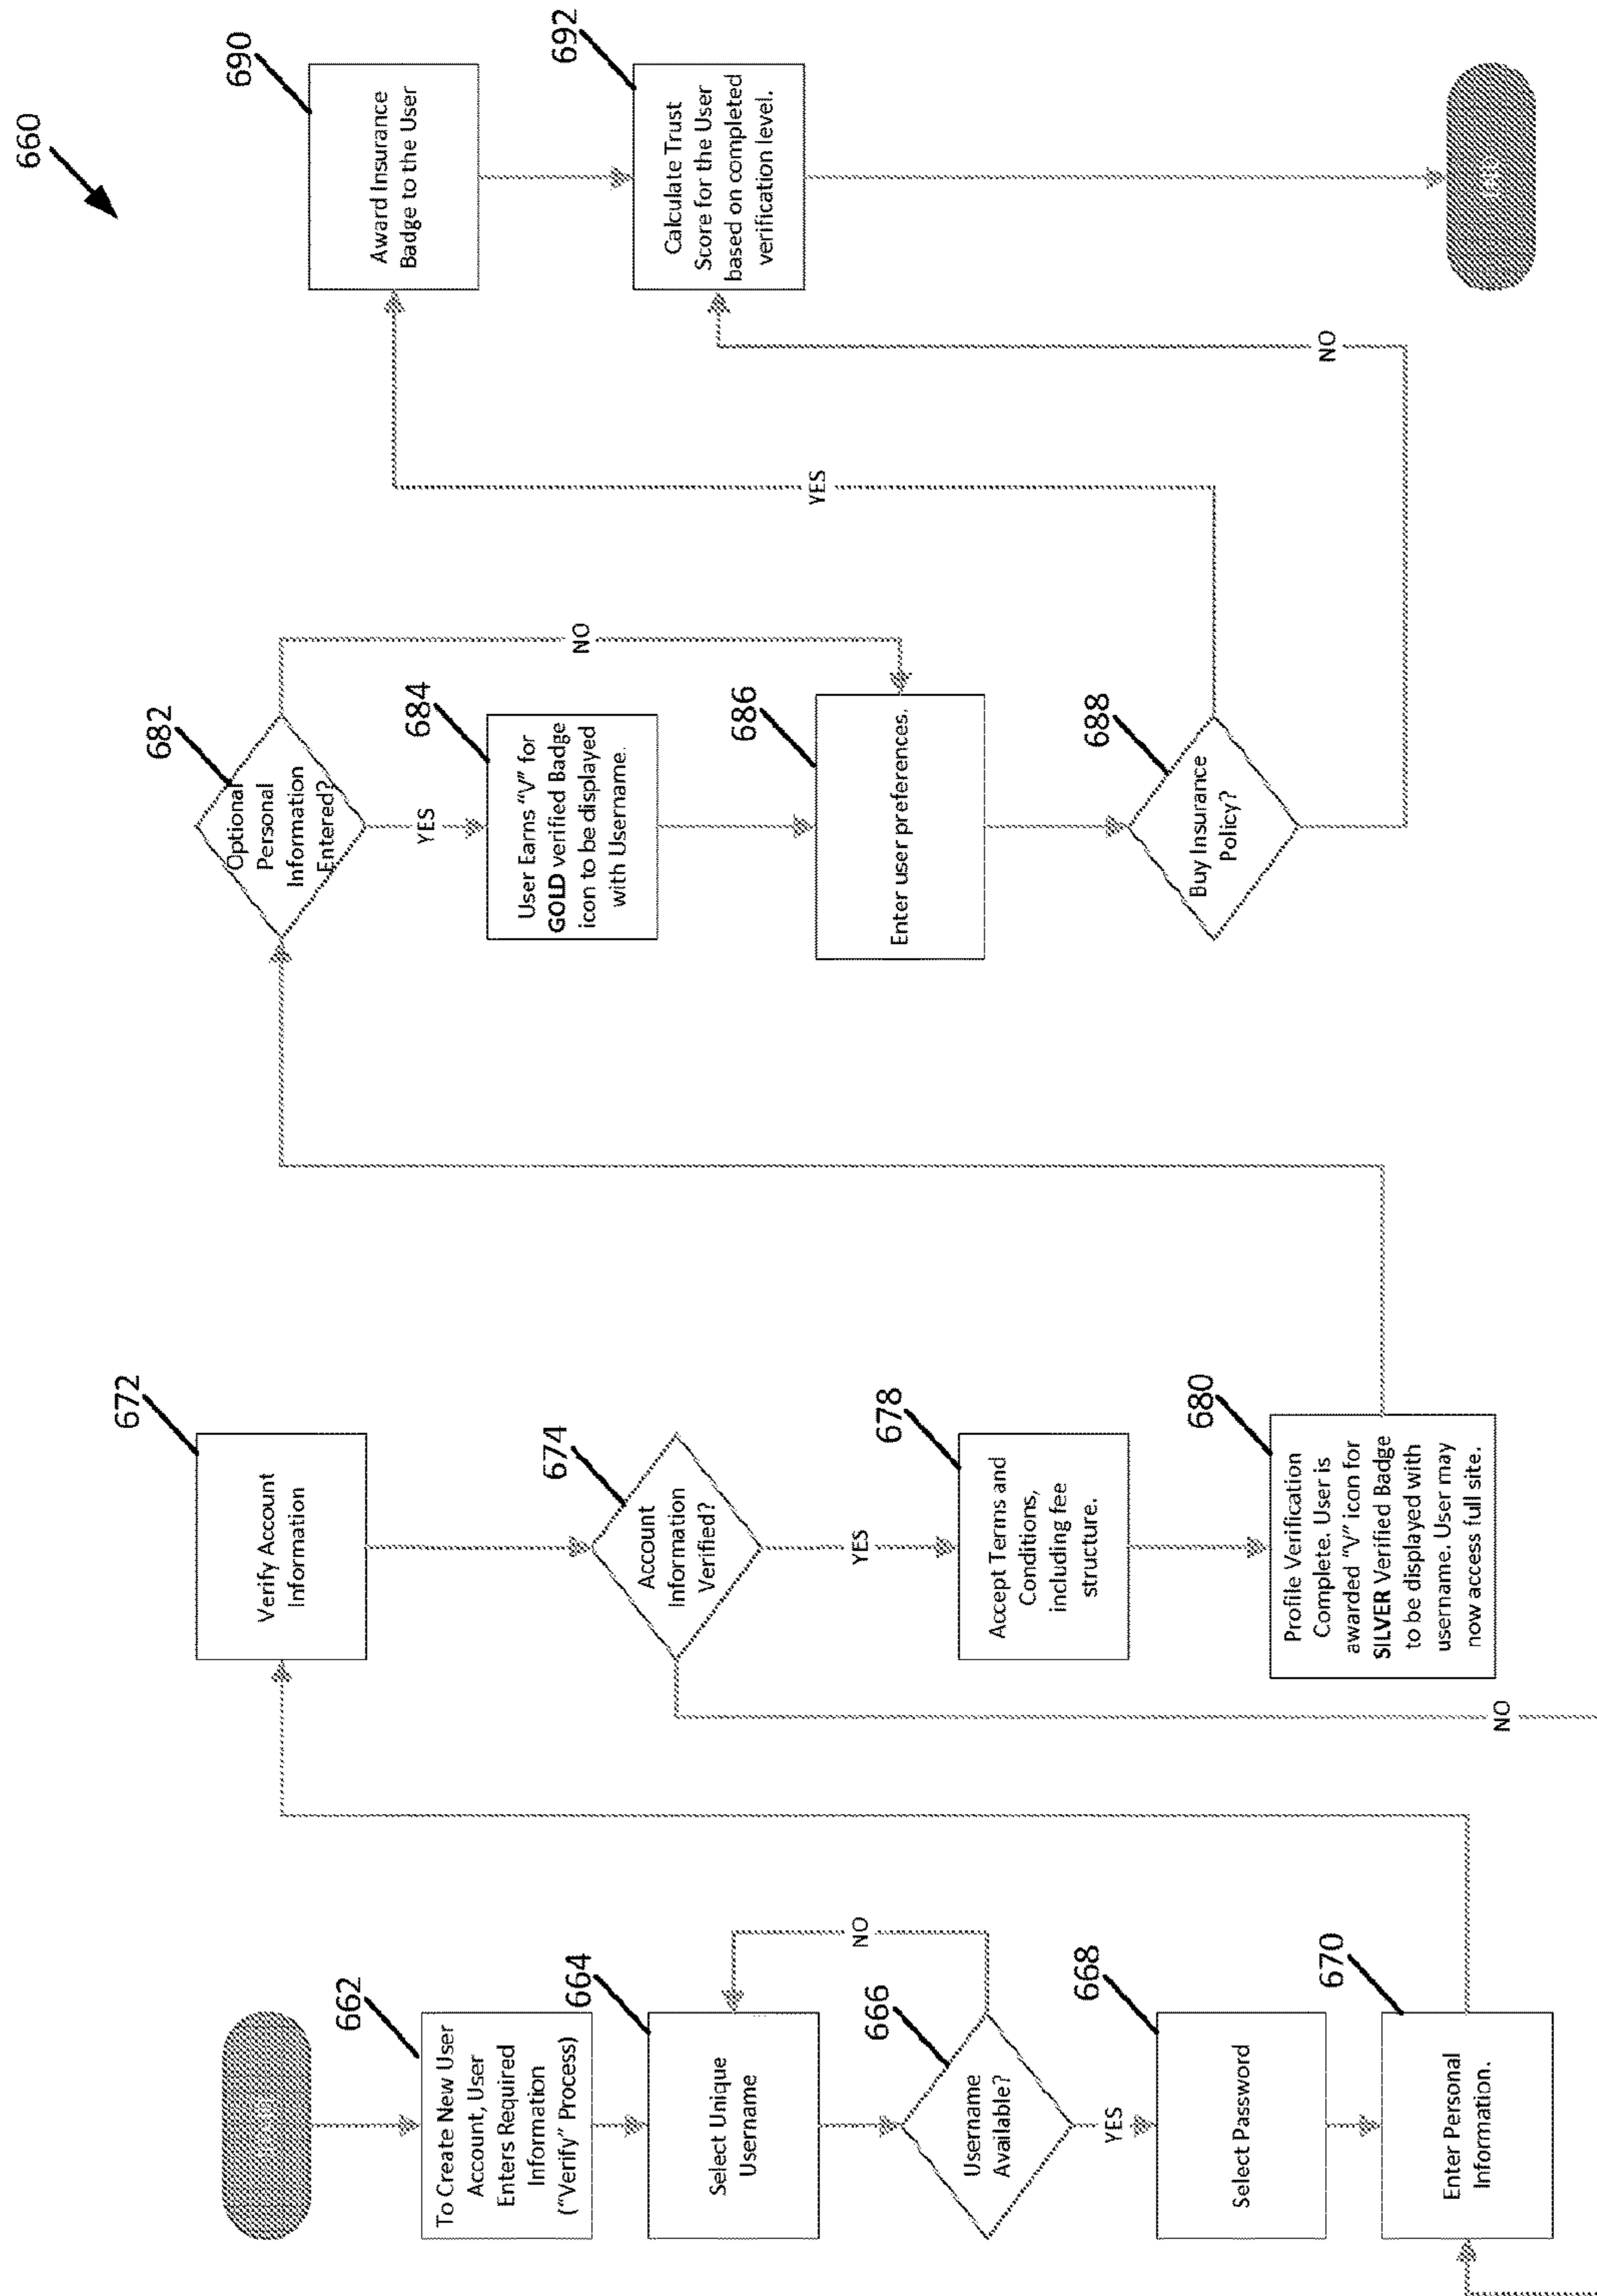 660
662
To Create New User
Account, User
Enters Required
Information
("Verify" Process)
664
Select Unique
Username
666
Username
Available?
NO
YES
668
Select Password
670
Enter Personal
Information.
672
Verify Account
Information
674
Account
Information
Verified?
NO
YES
678
Accept Terms and
Conditions,
including fee
structure.
680
Profile Verification
Complete. User is
awarded "V" icon for
SILVER Verified Badge
to be displayed with
username. User may
now access full site.
682
Optional
Personal
Information
Entered?
NO
YES
684
User Earns "V" for
GOLD verified Badge
icon to be displayed
with Username.
686
Enter user preferences.
688
Buy Insurance
Policy?
YES
NO
690
Award Insurance
Badge to the User
692
Calculate Trust
Score for the User
based on completed
verification level.